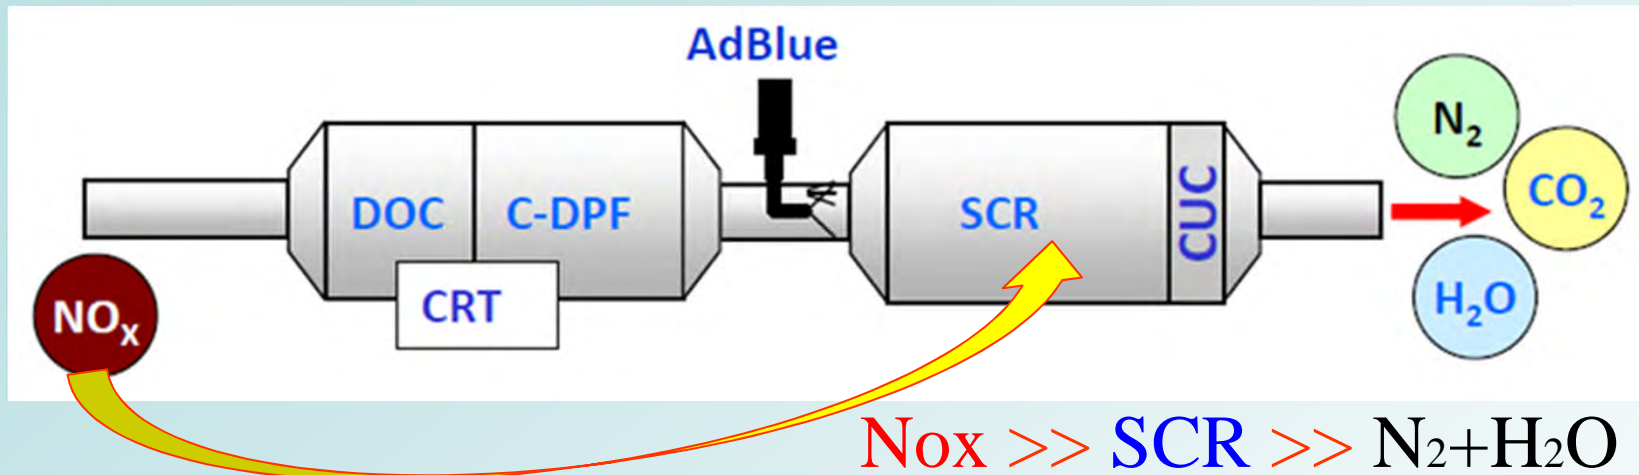 AdBlue
DOC
C-DPF
CRT
SCR
CUC
NOX
N2
CO2
H2O
Nox >> SCR >> N2+H2O